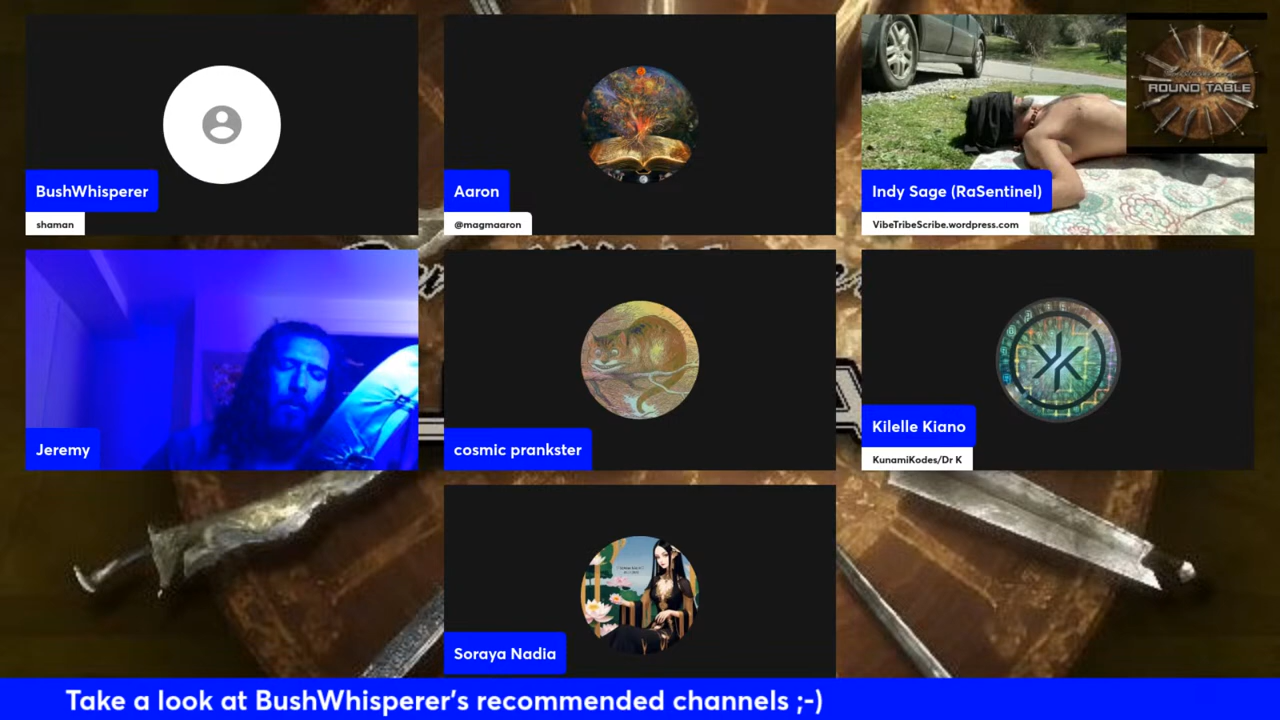 BushWhisperer
shaman
Aaron
@magmaaron
Indy Sage (RaSentinel)
VibeTribeScribe.wordpress.com
ROUND TABLE
Jeremy
cosmic prankster
Kilelle Kiano
KunamiKodes/Dr K
Soraya Nadia
Take a look at BushWhisperer's recommended channels ;-)